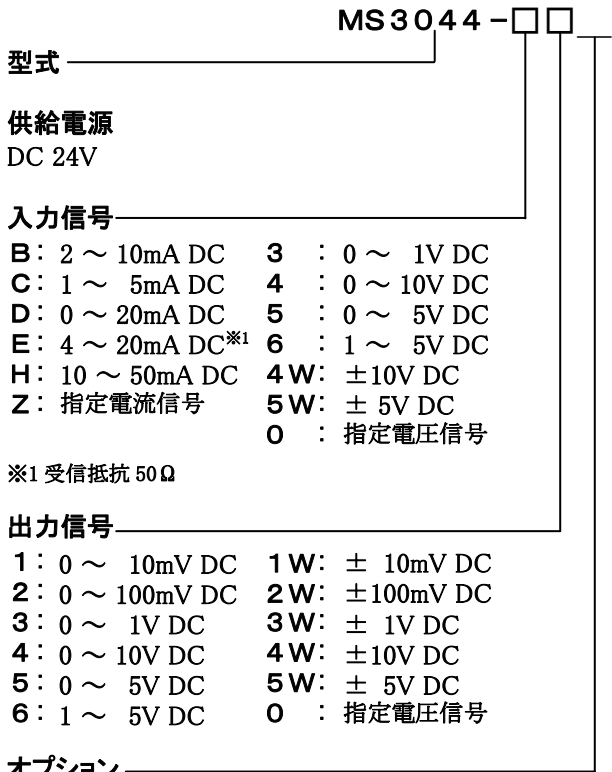 MS3044-□□
型式
供給電源
DC 24V
入力信号
B: 2 ～ 10mA DC 3 : 0 ～ 1V DC
C: 1 ～ 5mA DC 4 : 0 ～ 10V DC
D: 0 ～ 20mA DC 5 : 0 ～ 5V DC
E: 4 ～ 20mA DC※1 6 : 1 ～ 5V DC
H: 10 ～ 50mA DC 4W: ±10V DC
Z: 指定電流信号 5W: ± 5V DC
0 : 指定電圧信号
※1 受信抵抗 50Ω
出力信号
1: 0 ～ 10mV DC 1W: ± 10mV DC
2: 0 ～ 100mV DC 2W: ±100mV DC
3: 0 ～ 1V DC 3W: ± 1V DC
4: 0 ～ 10V DC 4W: ±10V DC
5: 0 ～ 5V DC 5W: ± 5V DC
6: 1 ～ 5V DC 0 : 指定電圧信号
オプション